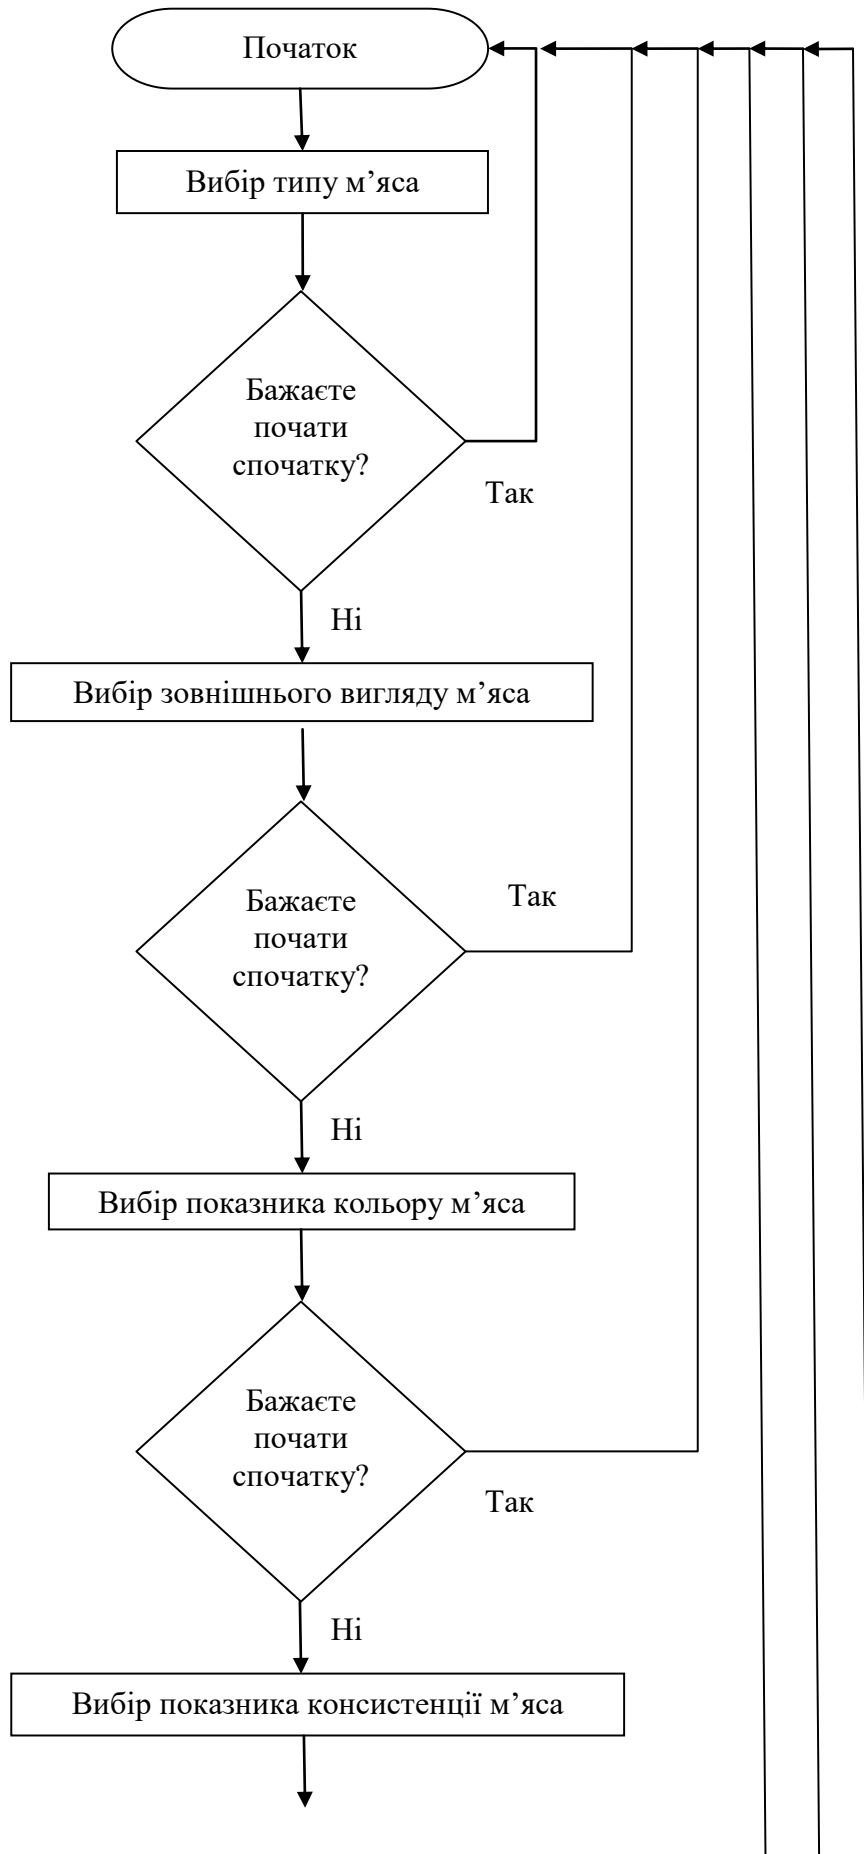 Початок
Вибір типу м’яса
Бажаєте
почати
спочатку?
Так
Ні
Вибір зовнішнього вигляду м’яса
Бажаєте
почати
спочатку?
Так
Ні
Вибір показника кольору м’яса
Бажаєте
почати
спочатку?
Так
Ні
Вибір показника консистенції м’яса